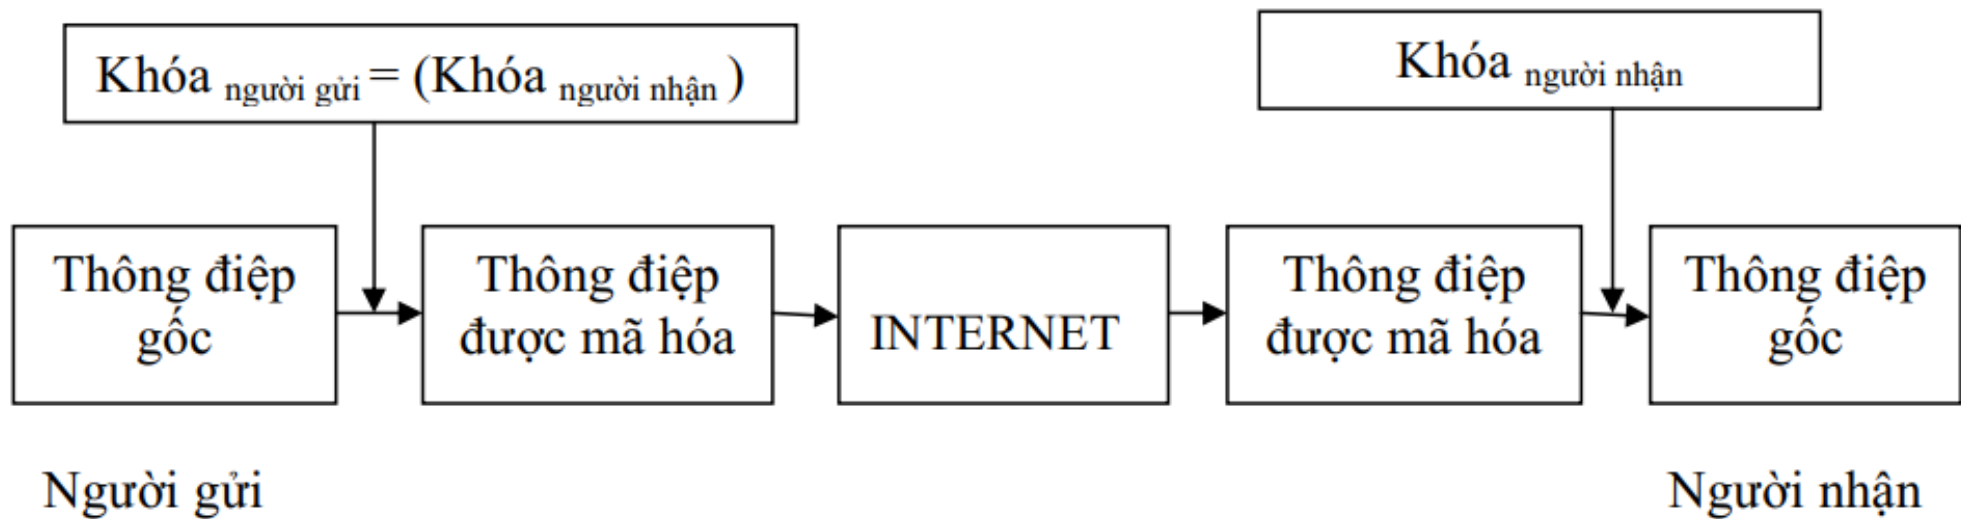 Khóa người gửi = (Khóa người nhận )
Khóa người nhận
Thông điệp
gốc
Thông điệp
được mã hóa
INTERNET
Thông điệp
được mã hóa
Thông điệp
gốc
Người gửi
Người nhận